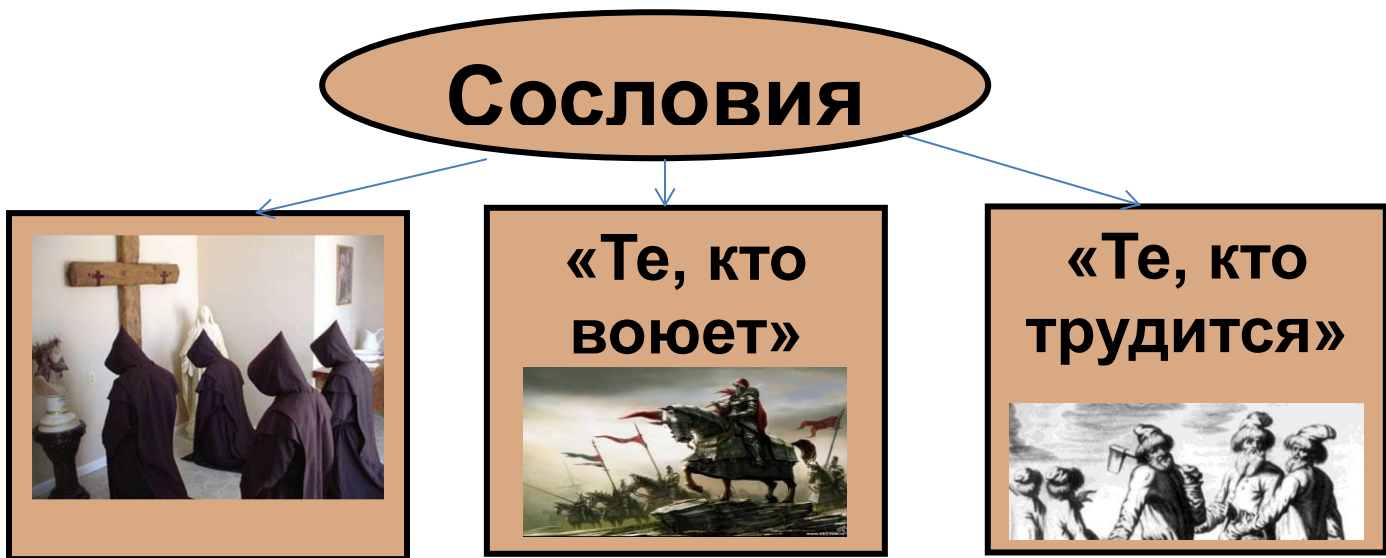 Сословия
«Те, кто
воюет»
«Те, кто
трудится»